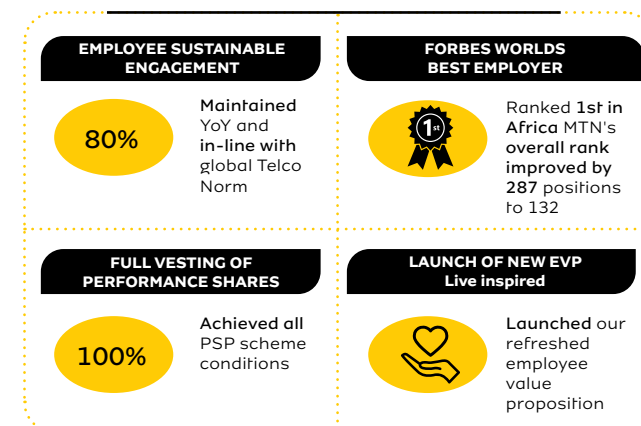 EMPLOYEE SUSTAINABLE
ENGAGEMENT
80%
Maintained
YoY and
in-line with
global Telco
Norm
FORBES WORLDS
BEST EMPLOYER
1st
Ranked 1st in
Africa MTN's
overall rank
improved by
287 positions
to 132
FULL VESTING OF
PERFORMANCE SHARES
100%
Achieved all
PSP scheme
conditions
LAUNCH OF NEW EVP
Live inspired
Launched our
refreshed
employee
value
proposition